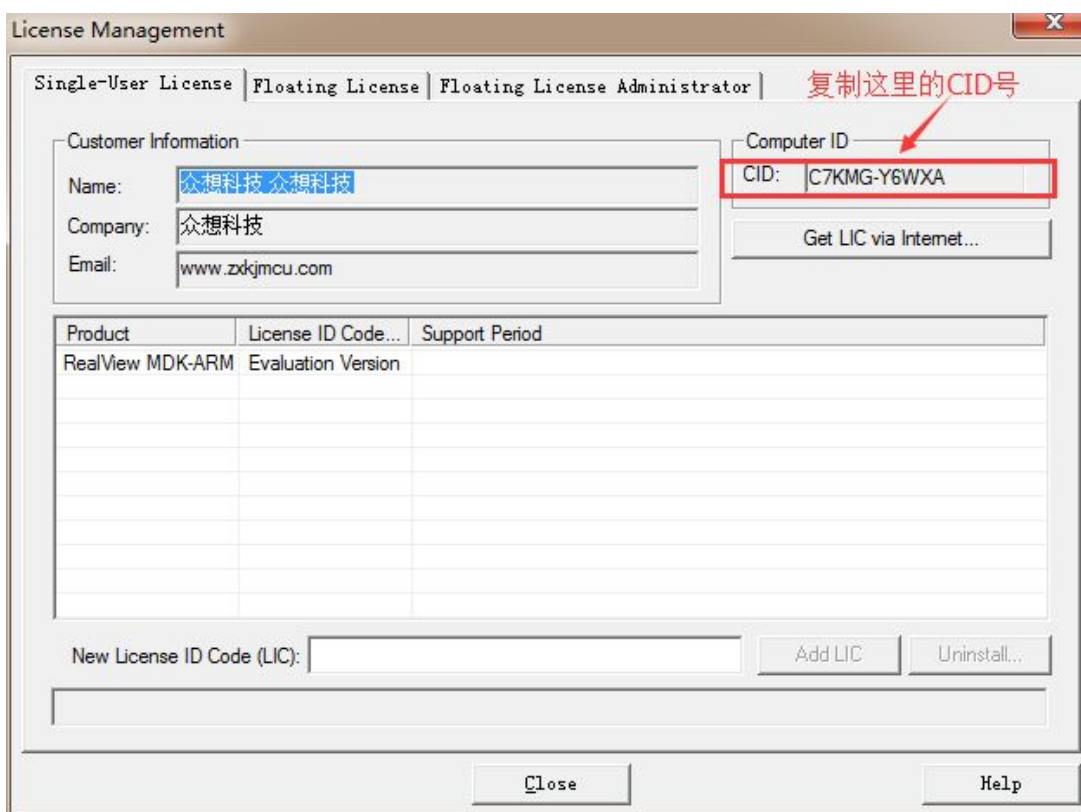 License Management
Single-User License
Floating License
Floating License Administrator
复制这里的CID号
Customer Information
Name: 众想科技 众想科技
Company: 众想科技
Email: www.zxkjmcu.com
Computer ID
CID: C7KMG-Y6WXA
Get LIC via Internet...
Product License ID Code... Support Period
RealView MDK-ARM Evaluation Version
New License ID Code (LIC):
Add LIC
Uninstall...
Close
Help